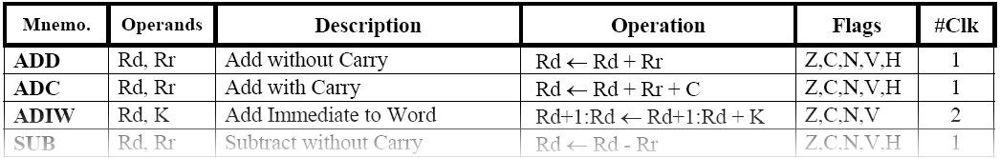 Mnemo. Operands Description Operation Flags #Clk
ADD Rd, Rr Add without Carry Rd ← Rd + Rr Z,C,N,V,H 1
ADC Rd, Rr Add with Carry Rd ← Rd + Rr + C Z,C,N,V,H 1
ADIW Rd, K Add Immediate to Word Rd+1:Rd ← Rd+1:Rd + K Z,C,N,V 2
SUB Rd, Rr Subtract without Carry Rd ← Rd - Rr Z,C,N,V,H 1